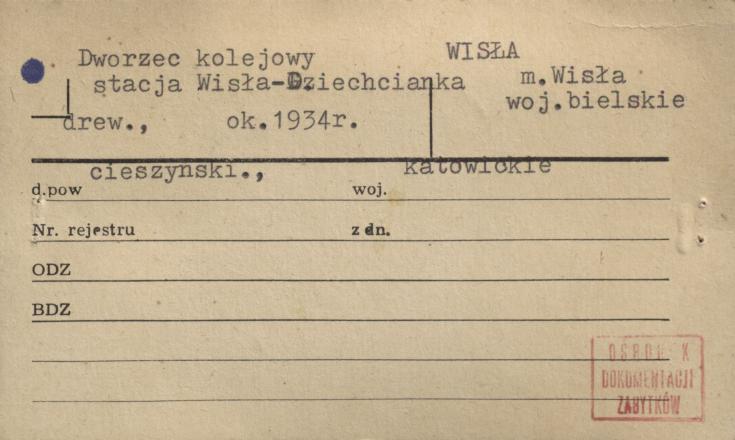 Dworzec kolejowy WISŁA
stacja Wisła-Dziechcianka m.Wisła
woj.bielskie
drew., ok.1934r.
cieszyński., katowickie
d.pow woj.
Nr. rejestru z dn.
ODZ
BDZ
OŚRODEK
DOKUMENTACJI
ZABYTKÓW